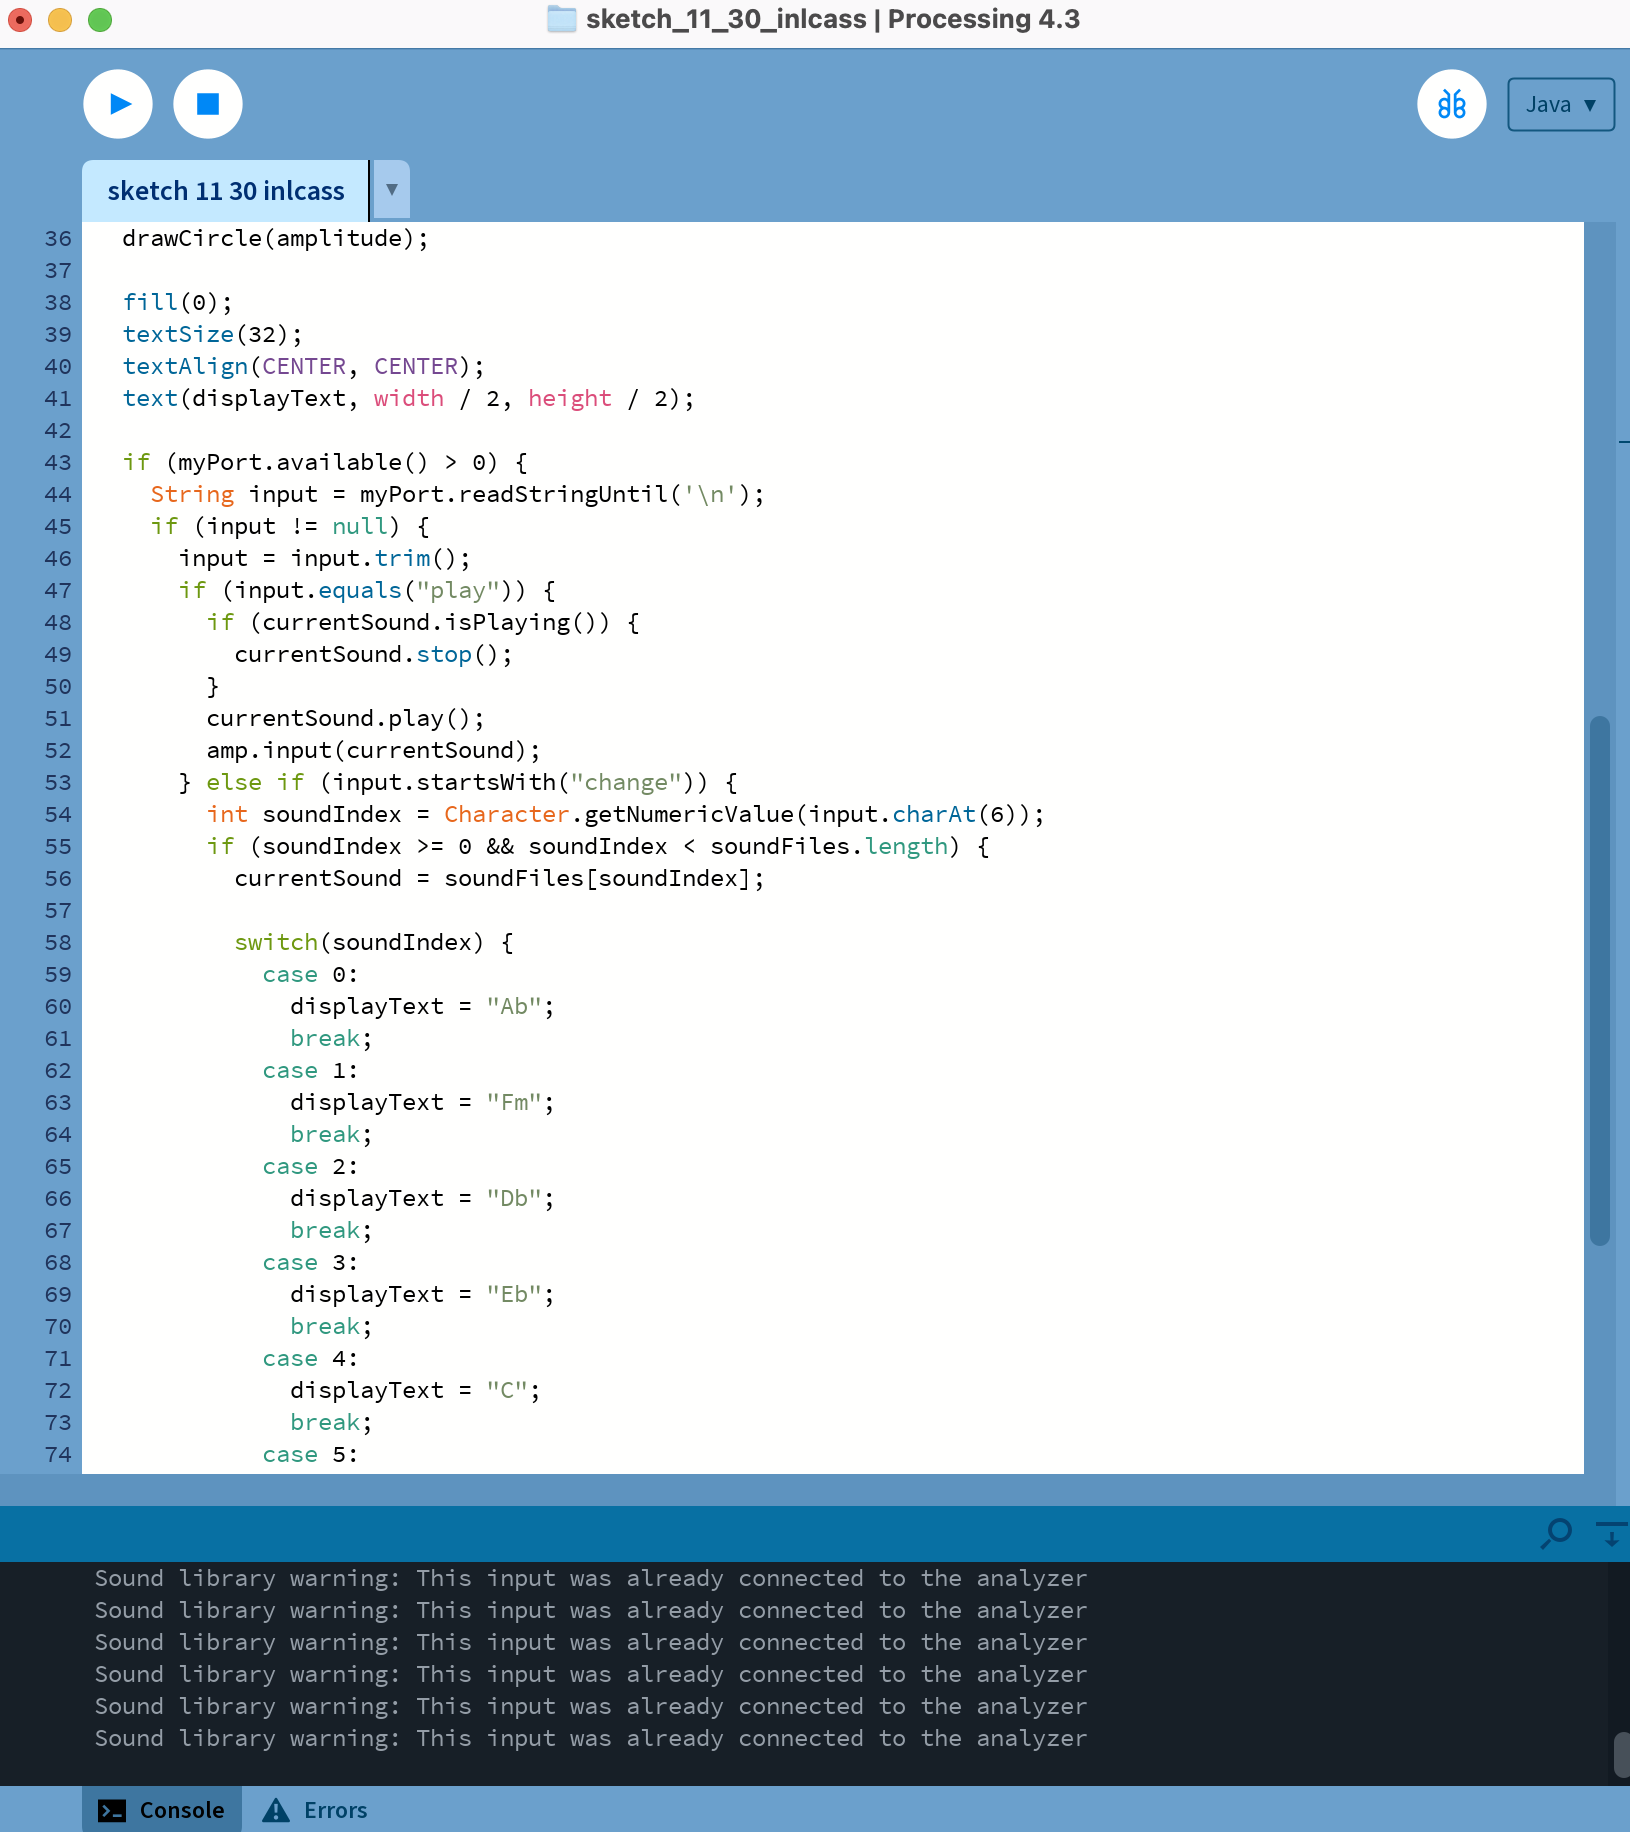 sketch_11_30_inlcass | Processing 4.3
Java ▼
sketch 11 30 inlcass ▼
36 drawCircle(amplitude);
37
38 fill(0);
39 textSize(32);
40 textAlign(CENTER, CENTER);
41 text(displayText, width / 2, height / 2);
42
43 if (myPort.available() > 0) {
44 String input = myPort.readStringUntil('\n');
45 if (input != null) {
46 input = input.trim();
47 if (input.equals("play")) {
48 if (currentSound.isPlaying()) {
49 currentSound.stop();
50 }
51 currentSound.play();
52 amp.input(currentSound);
53 } else if (input.startsWith("change")) {
54 int soundIndex = Character.getNumericValue(input.charAt(6));
55 if (soundIndex >= 0 && soundIndex < soundFiles.length) {
56 currentSound = soundFiles[soundIndex];
57
58 switch(soundIndex) {
59 case 0:
60 displayText = "Ab";
61 break;
62 case 1:
63 displayText = "Fm";
64 break;
65 case 2:
66 displayText = "Db";
67 break;
68 case 3:
69 displayText = "Eb";
70 break;
71 case 4:
72 displayText = "C";
73 break;
74 case 5:
Sound library warning: This input was already connected to the analyzer
Sound library warning: This input was already connected to the analyzer
Sound library warning: This input was already connected to the analyzer
Sound library warning: This input was already connected to the analyzer
Sound library warning: This input was already connected to the analyzer
Sound library warning: This input was already connected to the analyzer
Console Errors